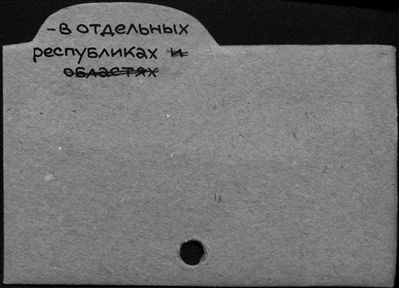 -в отдельных
республиках и
областях